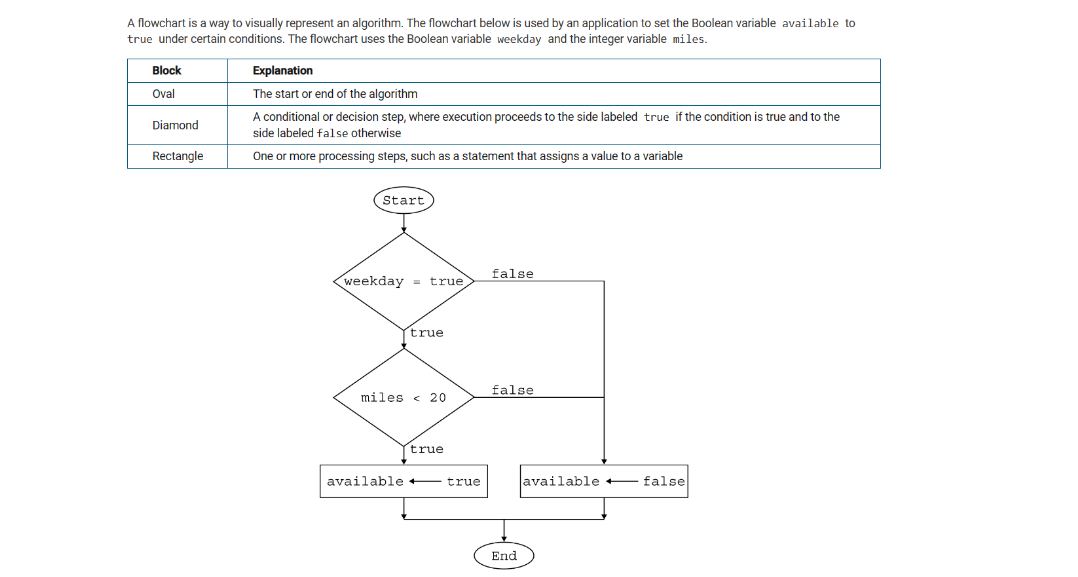 A flowchart is a way to visually represent an algorithm. The flowchart below is used by an application to set the Boolean variable available to
true under certain conditions. The flowchart uses the Boolean variable weekday and the integer variable miles.
Block Explanation
Oval The start or end of the algorithm
Diamond A conditional or decision step, where execution proceeds to the side labeled true if the condition is true and to the
side labeled false otherwise
Rectangle One or more processing steps, such as a statement that assigns a value to a variable
Start
weekday = true
false
true
miles < 20
false
true
available ← true
available ← false
End